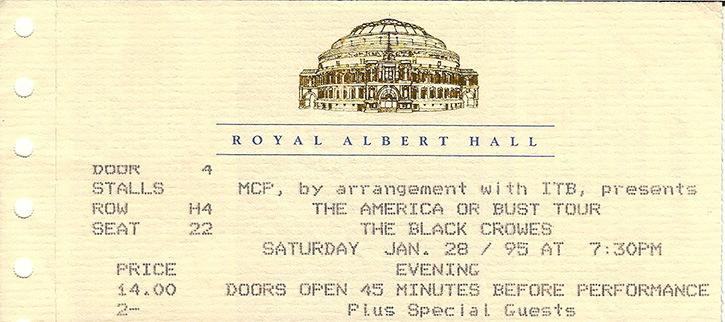 ROYAL ALBERT HALL
DOOR 4
STALLS MCP, by arrangement with ITB, presents
ROW H4 THE AMERICA OR BUST TOUR
SEAT 22 THE BLACK CROWES
SATURDAY JAN. 28 / 95 AT 7:30PM
PRICE EVENING
14.00 DOORS OPEN 45 MINUTES BEFORE PERFORMANCE
2- Plus Special Guests